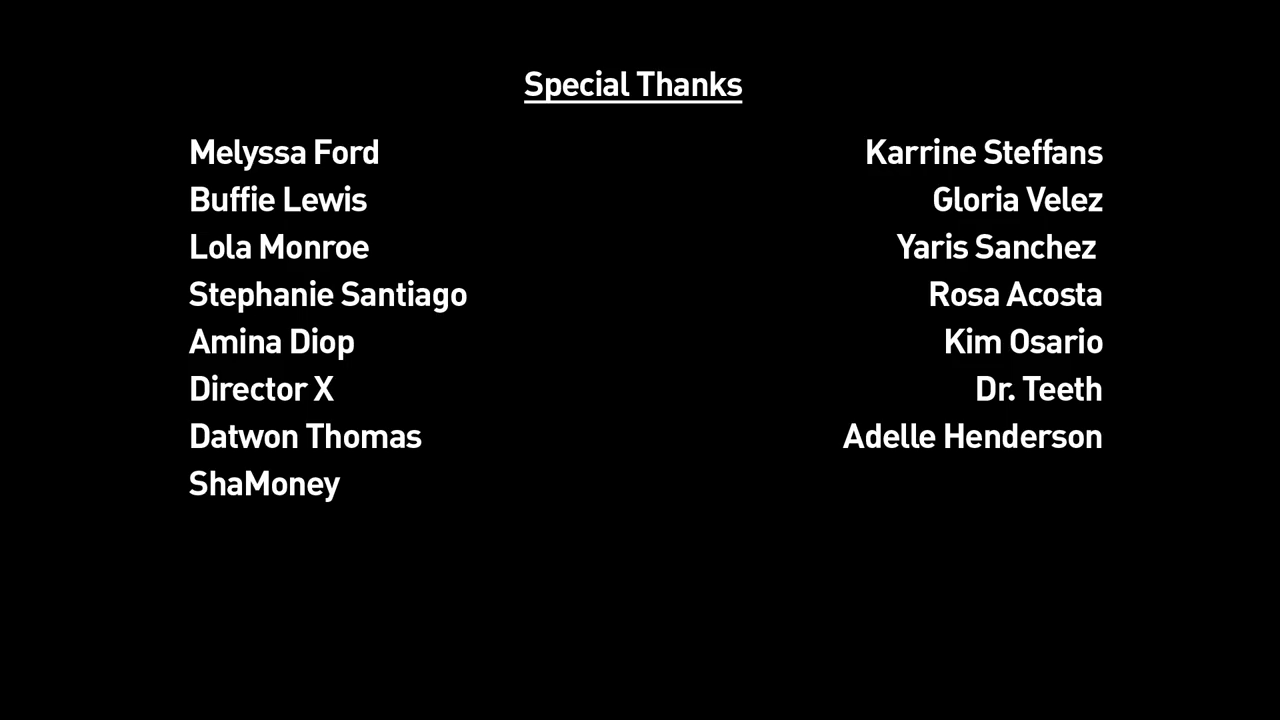 Special Thanks
Melyssa Ford
Karrine Steffans
Buffie Lewis
Gloria Velez
Lola Monroe
Yaris Sanchez
Stephanie Santiago
Rosa Acosta
Amina Diop
Kim Osario
Director X
Dr. Teeth
Datwon Thomas
Adelle Henderson
ShaMoney